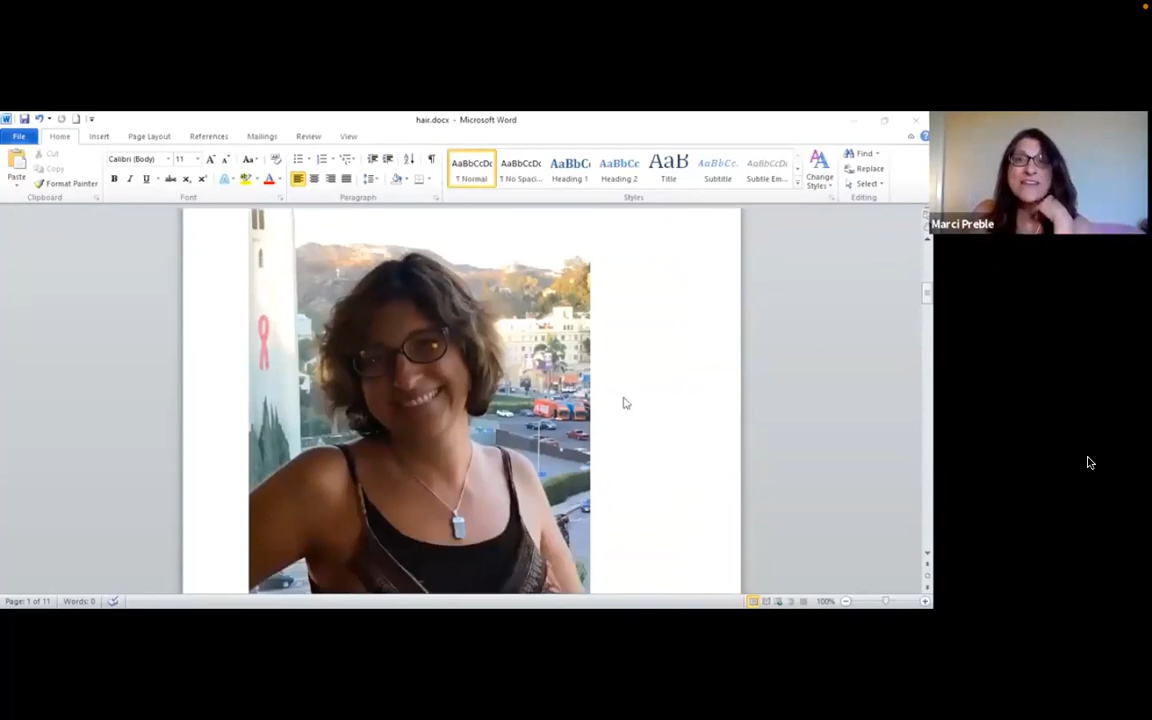 hair.docx - Microsoft Word
File Home Insert Page Layout References Mailings Review View
Paste
Cut
Copy
Format Painter
Clipboard
Calibri (Body) 11
Font
Paragraph
AaBbCcDc AaBbCcDc AaBbC AaBbCc AaB AaBbCc. AaBbCcDc
¶ Normal ¶ No Spaci... Heading 1 Heading 2 Title Subtitle Subtle Em...
Change Styles
Styles
Find
Replace
Select
Editing
Marci Preble
Page: 1 of 11 Words: 0 100%